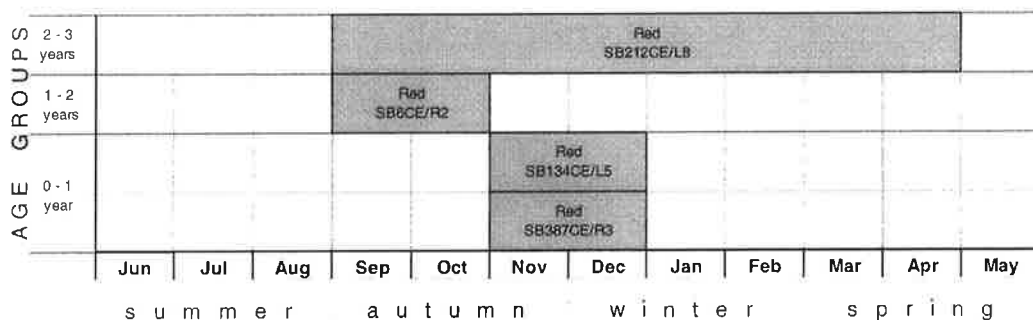 AGE GROUPS
2 - 3
years
Red
SB212CE/L8
1 - 2
years
Red
SB6CE/R2
0 - 1
year
Red
SB134CE/L5
Red
SB387CE/R3
Jun Jul Aug Sep Oct Nov Dec Jan Feb Mar Apr May
summer autumn winter spring